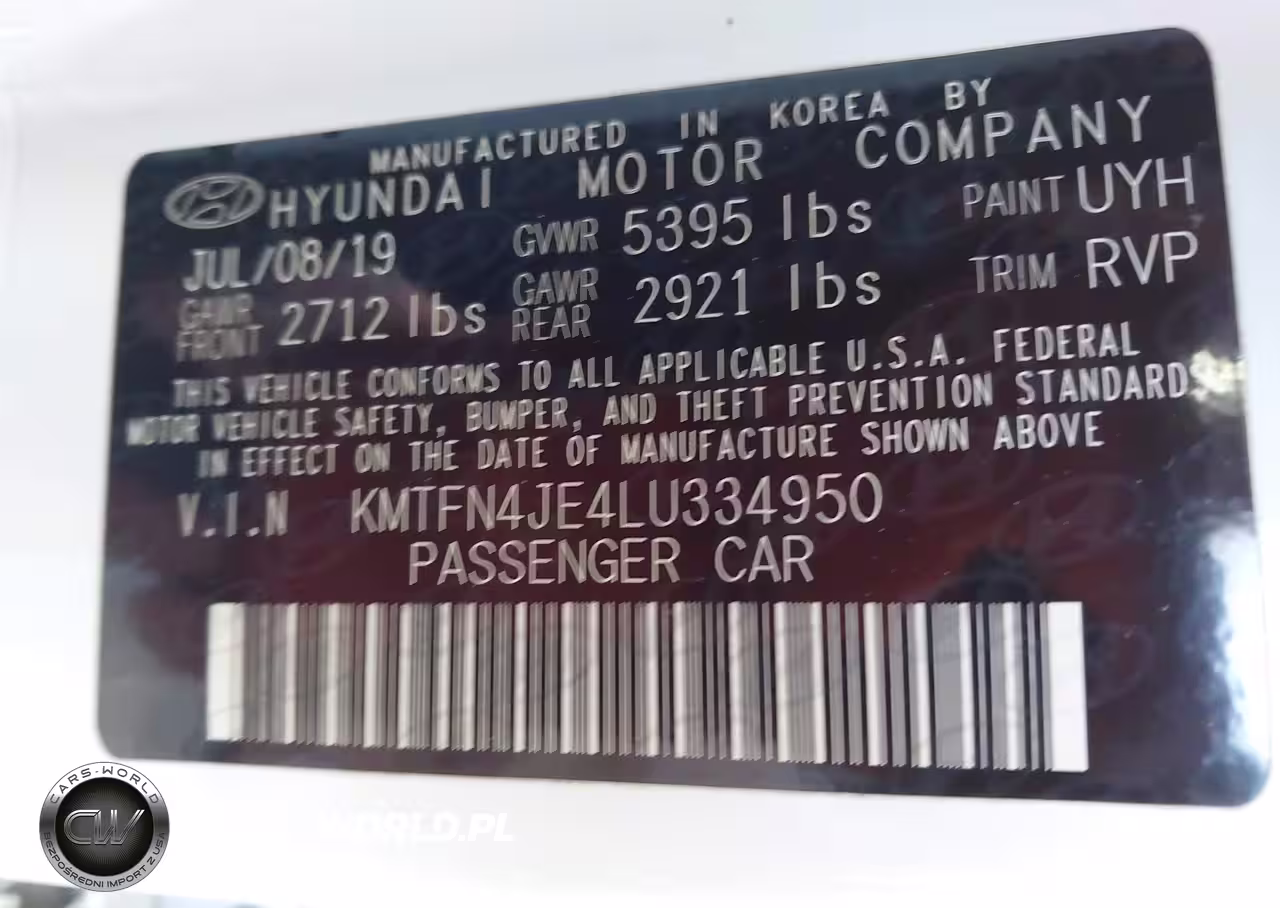 MANUFACTURED IN KOREA BY
HYUNDAI MOTOR COMPANY
JUL/08/19 GVWR 5395 lbs PAINT UYH
GAWR FRONT 2712 lbs GAWR REAR 2921 lbs TRIM RVP
THIS VEHICLE CONFORMS TO ALL APPLICABLE U.S.A. FEDERAL
MOTOR VEHICLE SAFETY, BUMPER, AND THEFT PREVENTION STANDARDS
IN EFFECT ON THE DATE OF MANUFACTURE SHOWN ABOVE
V.I.N KMTFN4JE4LU334950
PASSENGER CAR
CARS-WORLD
CW
BEZPOŚREDNI IMPORT Z USA
WORLD.PL